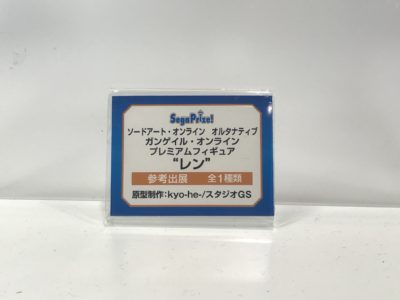 SegaPrize!
ソードアート・オンライン オルタナティブ
ガンゲイル・オンライン
プレミアムフィギュア
“レン”
参考出展 全1種類
原型制作:kyo-he-/スタジオGS